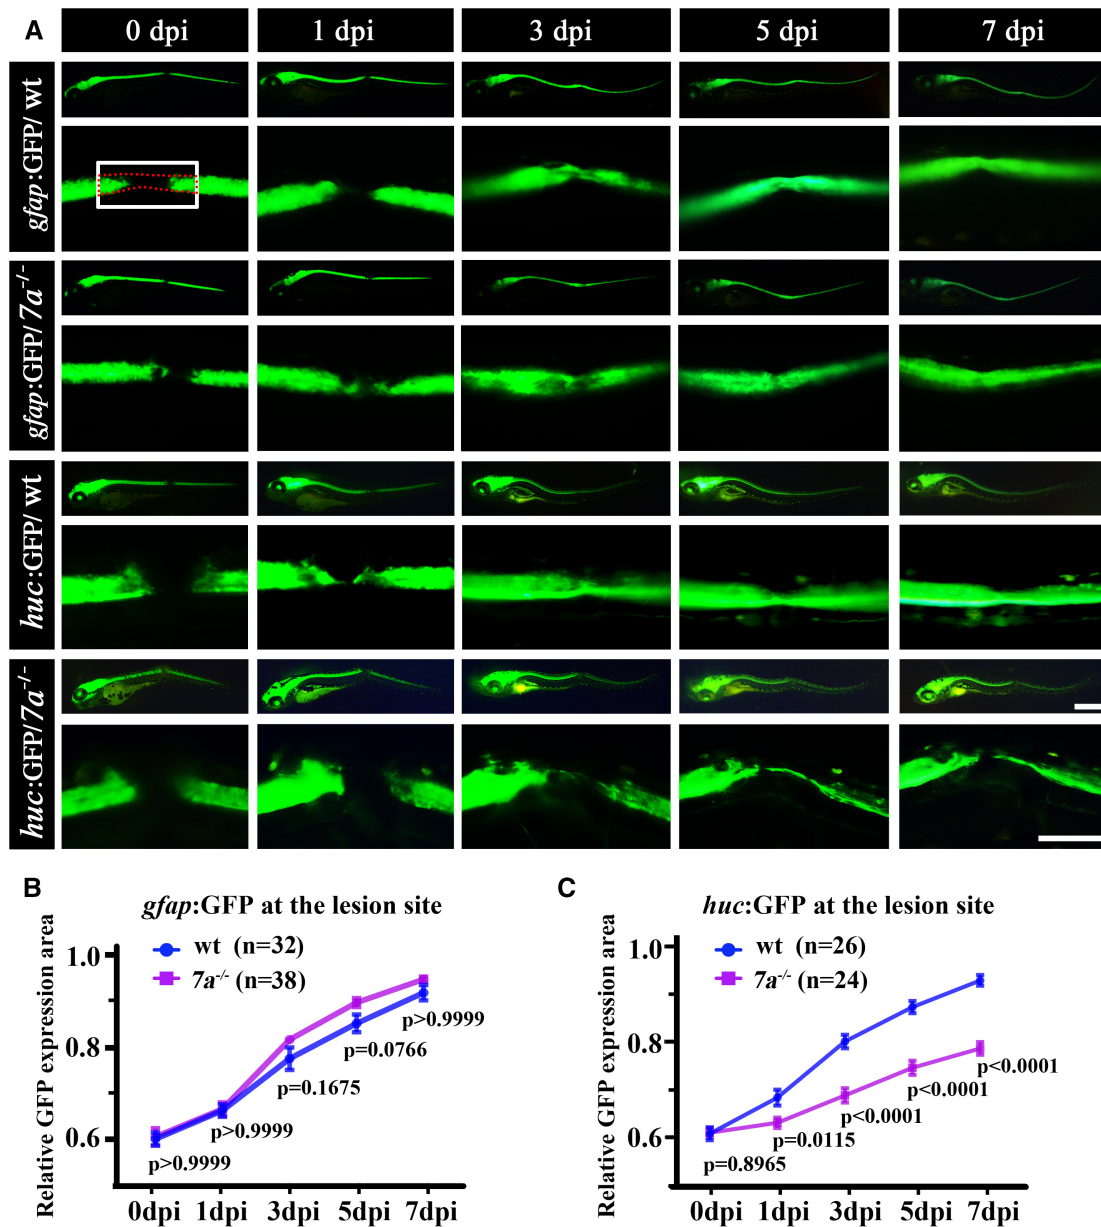 A
0 dpi
1 dpi
3 dpi
5 dpi
7 dpi
gfap:GFP/ wt
gfap:GFP/ 7a-/-
huc:GFP/ wt
huc:GFP/7a-/-
B
gfap:GFP at the lesion site
Relative GFP expression area
1.0
0.8
0.6
wt (n=32)
7a-/- (n=38)
p>0.9999
p>0.9999
p=0.1675
p=0.0766
p>0.9999
0dpi 1dpi 3dpi 5dpi 7dpi
C
huc:GFP at the lesion site
Relative GFP expression area
1.0
0.8
0.6
wt (n=26)
7a-/- (n=24)
p=0.8965
p=0.0115
p<0.0001
p<0.0001
p<0.0001
0dpi 1dpi 3dpi 5dpi 7dpi